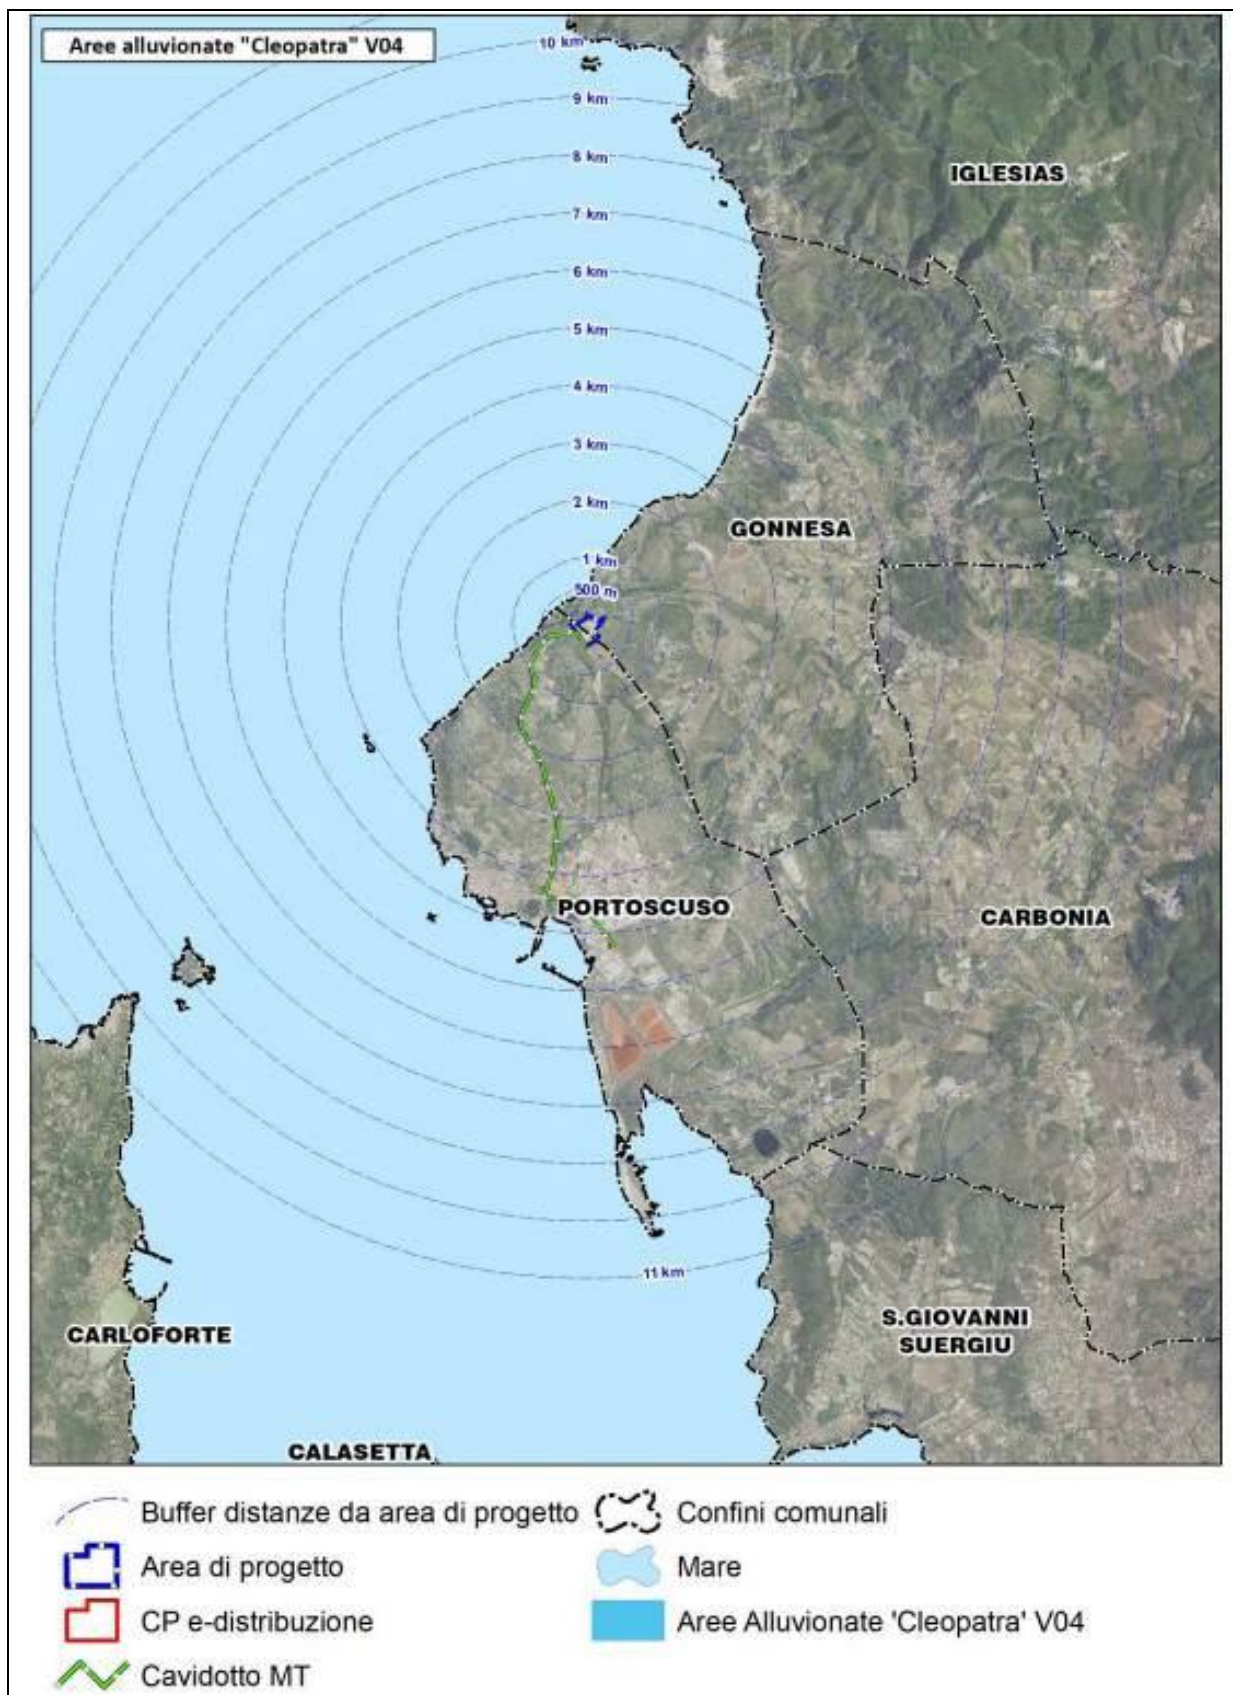 Aree alluvionate "Cleopatra" V04
10 km
9 km
8 km
7 km
6 km
5 km
4 km
3 km
2 km
1 km
500 m
11 km
IGLESIAS
GONNESA
PORTOSCUSO
CARBONIA
S.GIOVANNI
SUERGIU
CARLOFORTE
CALASETTA
Buffer distanze da area di progetto
Area di progetto
CP e-distribuzione
Cavidotto MT
Confini comunali
Mare
Aree Alluvionate 'Cleopatra' V04